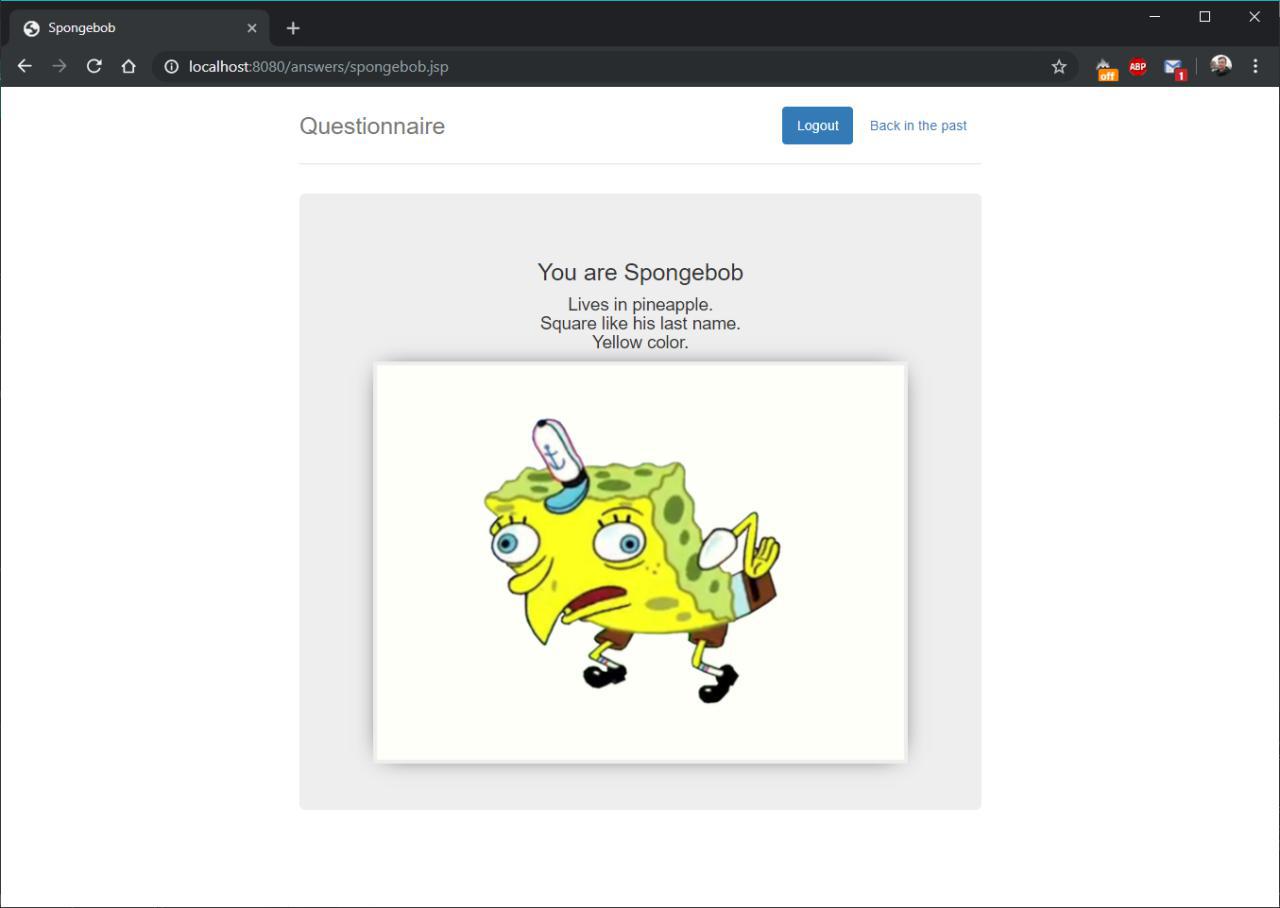 Spongebob
localhost:8080/answers/spongebob.jsp
off
ABP
1
Questionnaire
Logout
Back in the past
You are Spongebob
Lives in pineapple.
Square like his last name.
Yellow color.